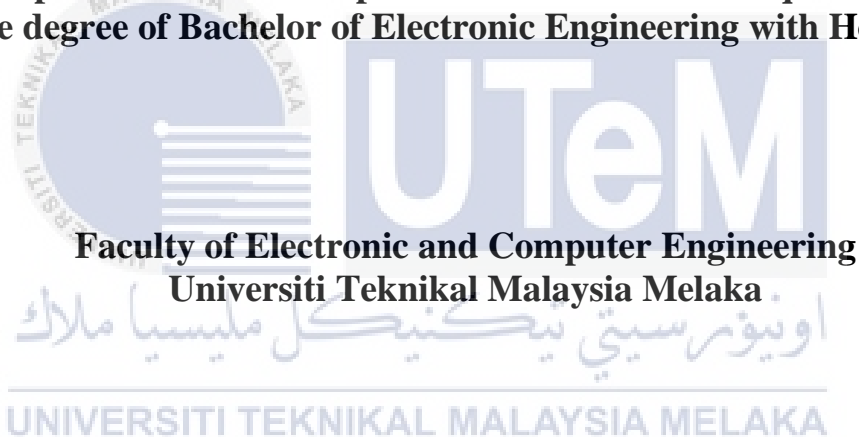 e degree of Bachelor of Electronic Engineering with H
TEKNIKAL
UTeM
Faculty of Electronic and Computer Engineering
Universiti Teknikal Malaysia Melaka
اونيۏرسيتي تيكنيكل مليسيا ملاك
UNIVERSITI TEKNIKAL MALAYSIA MELAKA